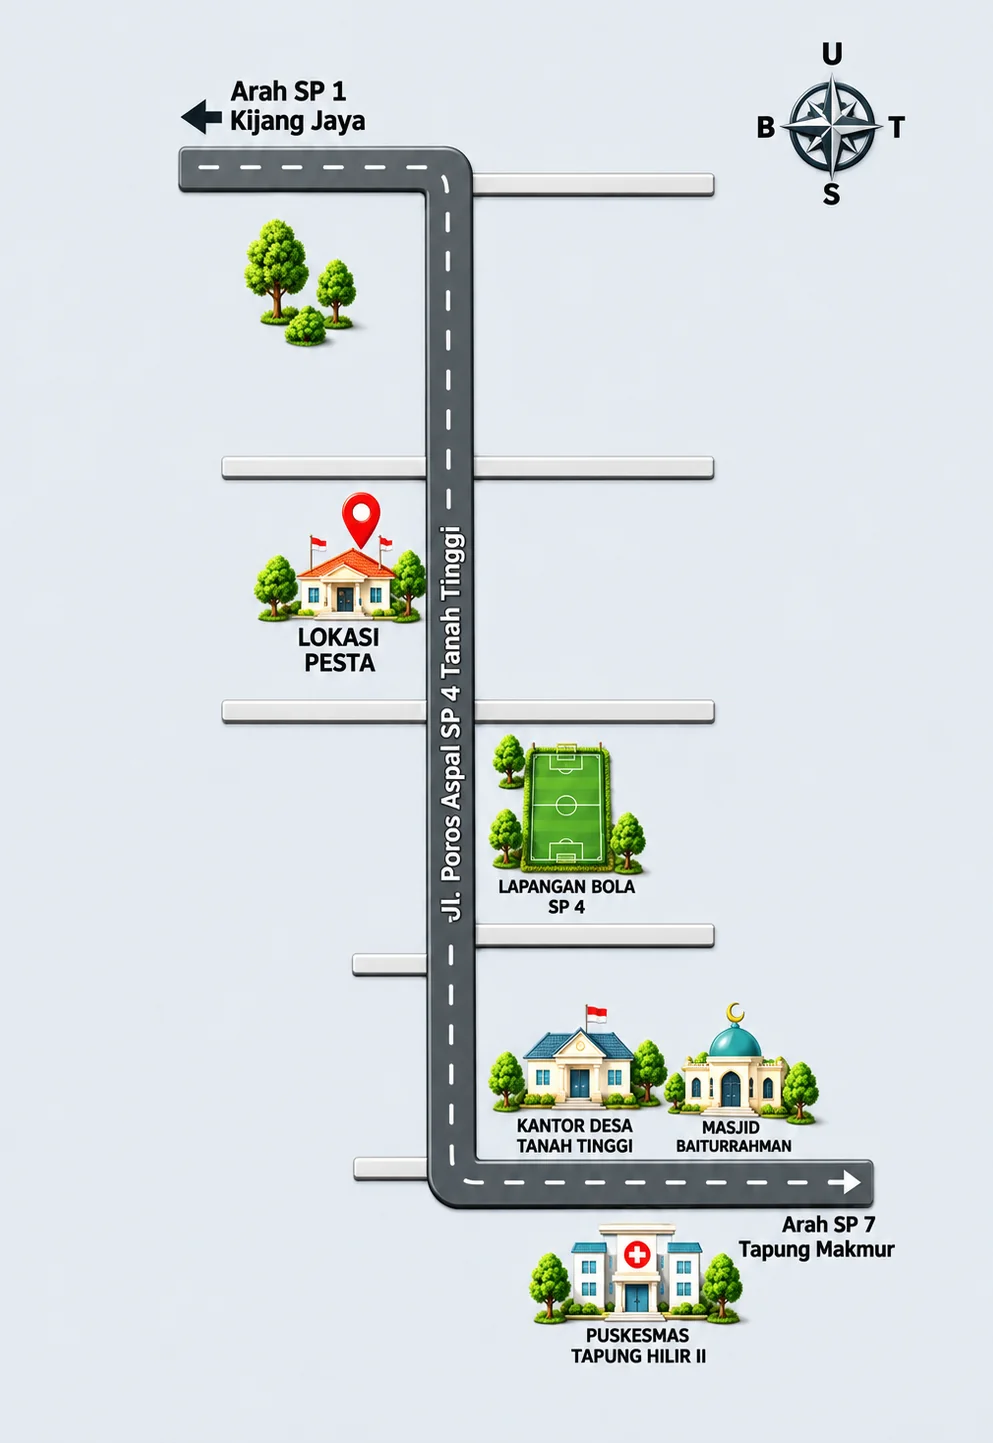 U
B
T
S
Arah SP 1
Kijang Jaya
LOKASI
PESTA
Jl. Poros Aspal SP 4 Tanah Tinggi
LAPANGAN BOLA
SP 4
KANTOR DESA
TANAH TINGGI
MASJID
BAITURRAHMAN
Arah SP 7
Tapung Makmur
PUSKESMAS
TAPUNG HILIR II